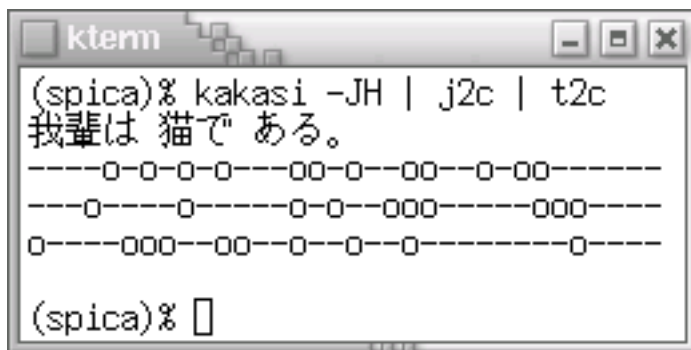 kterm
(spica)% kakasi -JH | j2c | t2c
我輩は 猫で ある。
----o-o-o-o---oo-o--oo--o-oo------
---o----o-----o-o--ooo-----ooo----
o----ooo--oo--o--o--o--------o----
(spica)%